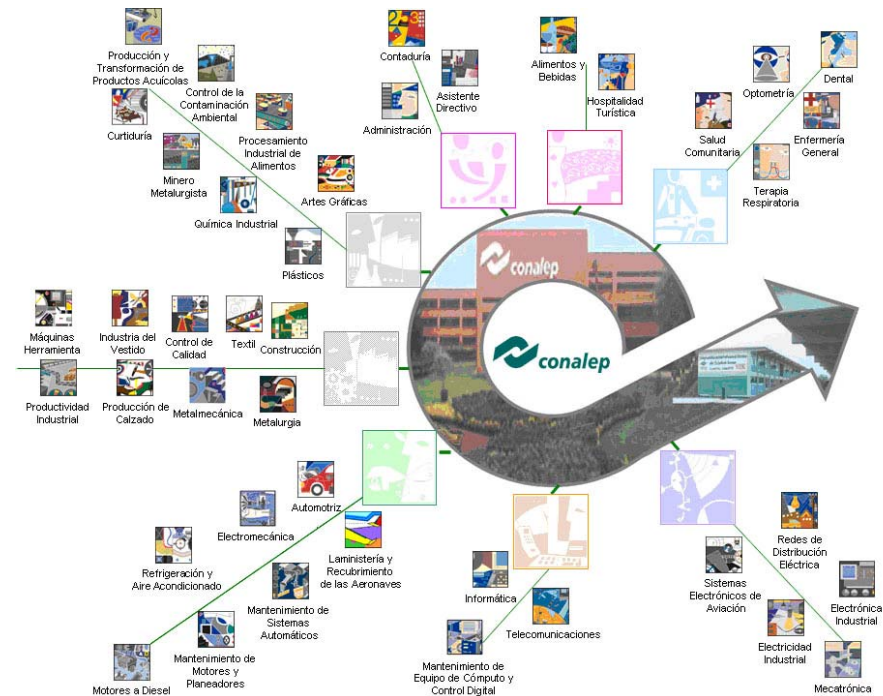 Producción y
Transformación de
Productos Acuícolas
Control de la
Contaminación
Ambiental
Curtiduría
Procesamiento
Industrial de
Alimentos
Minero
Metalurgista
Artes Gráficas
Química Industrial
Plásticos
Contaduría
Asistente
Directivo
Administración
Alimentos y
Bebidas
Hospitalidad
Turística
Optometría
Dental
Salud
Comunitaria
Enfermería
General
Terapia
Respiratoria
conalep
conalep
Máquinas
Herramienta
Industria del
Vestido
Control de
Calidad
Textil
Construcción
Productividad
Industrial
Producción de
Calzado
Metalmecánica
Metalurgia
Automotriz
Electromecánica
Laministería y
Recubrimiento
de las Aeronaves
Refrigeración y
Aire Acondicionado
Mantenimiento de
Sistemas
Automáticos
Mantenimiento de
Motores y
Planeadores
Motores a Diesel
Informática
Telecomunicaciones
Mantenimiento de
Equipo de Cómputo y
Control Digital
Redes de
Distribución
Eléctrica
Sistemas
Electrónicos de
Aviación
Electrónica
Industrial
Electricidad
Industrial
Mecatrónica